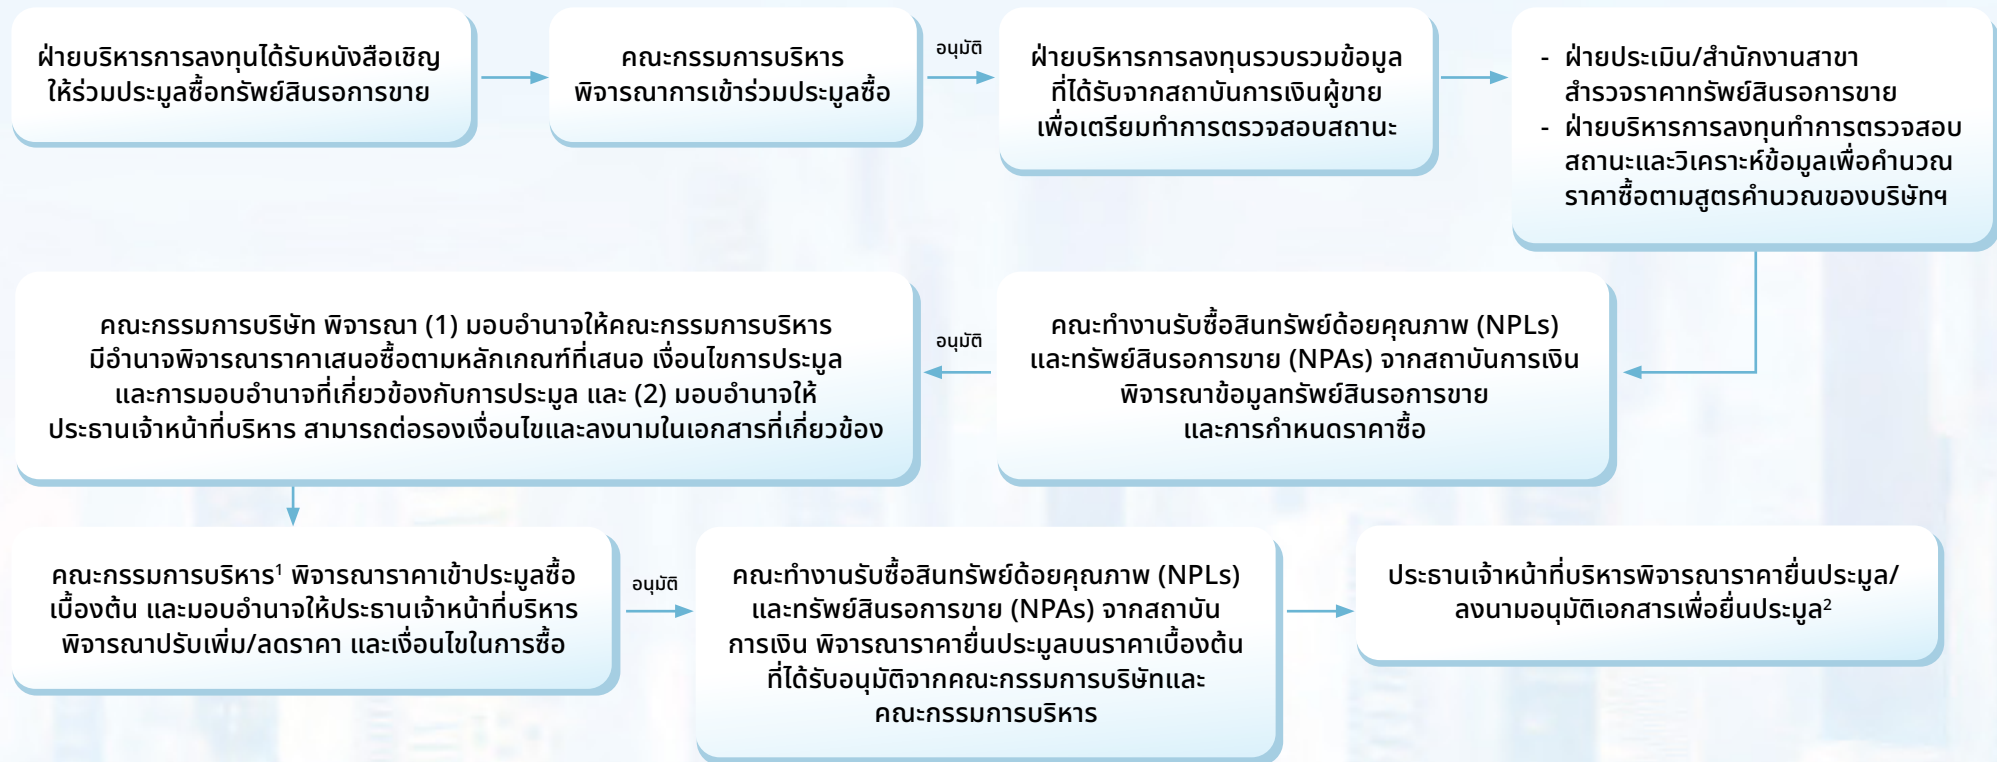 ฝ่ายบริหารการลงทุนได้รับหนังสือเชิญ
ให้ร่วมประมูลซื้อทรัพย์สินรอการขาย
คณะกรรมการบริหาร
พิจารณาการเข้าร่วมประมูลซื้อ
อนุมัติ
ฝ่ายบริหารการลงทุนรวบรวมข้อมูล
ที่ได้รับจากสถาบันการเงินผู้ขาย
เพื่อเตรียมทำการตรวจสอบสถานะ
- ฝ่ายประเมิน/สำนักงานสาขา
สำรวจราคาทรัพย์สินรอการขาย
- ฝ่ายบริหารการลงทุนทำการตรวจสอบ
สถานะและวิเคราะห์ข้อมูลเพื่อคำนวณ
ราคาซื้อตามสูตรคำนวณของบริษัทฯ
คณะทำงานรับซื้อสินทรัพย์ด้อยคุณภาพ (NPLs)
และทรัพย์สินรอการขาย (NPAs) จากสถาบันการเงิน
พิจารณาข้อมูลทรัพย์สินรอการขาย
และการกำหนดราคาซื้อ
อนุมัติ
คณะกรรมการบริษัท พิจารณา (1) มอบอำนาจให้คณะกรรมการบริหาร
มีอำนาจพิจารณาราคาเสนอซื้อตามหลักเกณฑ์ที่เสนอ เงื่อนไขการประมูล
และการมอบอำนาจที่เกี่ยวข้องกับการประมูล และ (2) มอบอำนาจให้
ประธานเจ้าหน้าที่บริหาร สามารถต่อรองเงื่อนไขและลงนามในเอกสารที่เกี่ยวข้อง
คณะกรรมการบริหาร¹ พิจารณาราคาเข้าประมูลซื้อ
เบื้องต้น และมอบอำนาจให้ประธานเจ้าหน้าที่บริหาร
พิจารณาปรับเพิ่ม/ลดราคา และเงื่อนไขในการซื้อ
อนุมัติ
คณะทำงานรับซื้อสินทรัพย์ด้อยคุณภาพ (NPLs)
และทรัพย์สินรอการขาย (NPAs) จากสถาบัน
การเงิน พิจารณาราคายื่นประมูลบนราคาเบื้องต้น
ที่ได้รับอนุมัติจากคณะกรรมการบริษัทและ
คณะกรรมการบริหาร
ประธานเจ้าหน้าที่บริหารพิจารณาราคายื่นประมูล/
ลงนามอนุมัติเอกสารเพื่อยื่นประมูล²